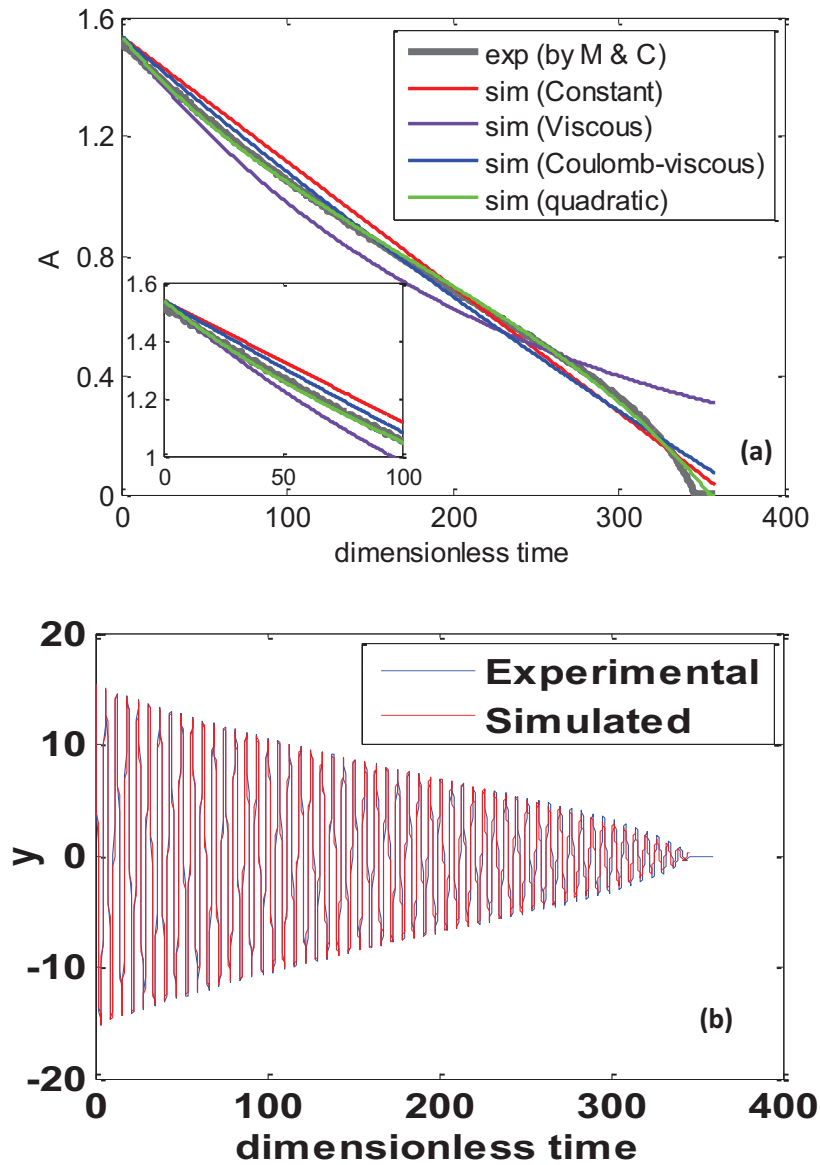 1.6
1.2
0.8
0.4
0
A
exp (by M & C)
sim (Constant)
sim (Viscous)
sim (Coulomb-viscous)
sim (quadratic)
1.6
1.4
1.2
1
0
50
100
(a)
0
100
200
300
400
dimensionless time
20
10
0
-10
-20
y
Experimental
Simulated
(b)
0
100
200
300
400
dimensionless time